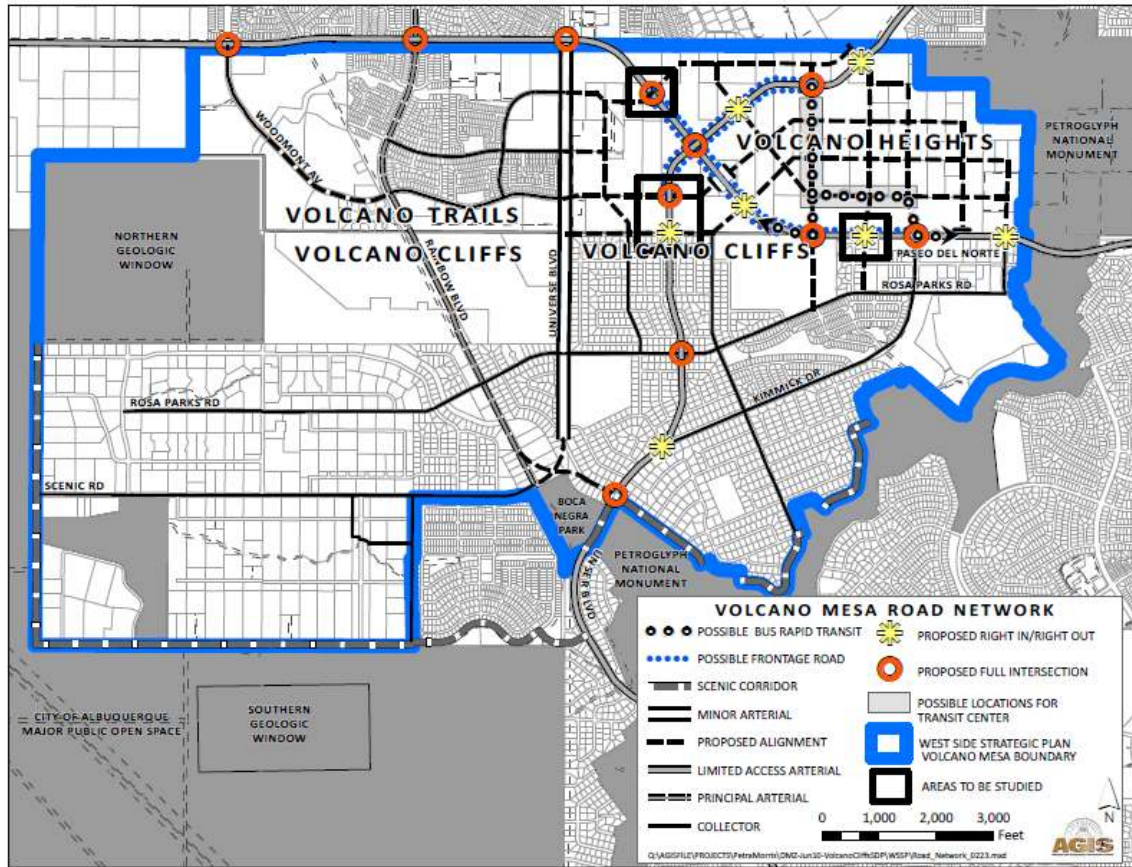 PETROGLYPH
NATIONAL
MONUMENT
WOODMONT AV
VOLCANO HEIGHTS
VOLCANO TRAILS
NORTHERN
GEOLOGIC
WINDOW
VOLCANO CLIFFS
VOLCANO CLIFFS
RAINBOW BLVD
UNIVERSE BLVD
PASEO DEL NORTE
ROSA PARKS RD
KIMMICK DR
ROSA PARKS RD
SCENIC RD
BOCA
NEGRA
PARK
UNSER BLVD
PETROGLYPH
NATIONAL
MONUMENT
CITY OF ALBUQUERQUE
MAJOR PUBLIC OPEN SPACE
SOUTHERN
GEOLOGIC
WINDOW
VOLCANO MESA ROAD NETWORK
POSSIBLE BUS RAPID TRANSIT
POSSIBLE FRONTAGE ROAD
SCENIC CORRIDOR
MINOR ARTERIAL
PROPOSED ALIGNMENT
LIMITED ACCESS ARTERIAL
PRINCIPAL ARTERIAL
COLLECTOR
PROPOSED RIGHT IN/RIGHT OUT
PROPOSED FULL INTERSECTION
POSSIBLE LOCATIONS FOR
TRANSIT CENTER
WEST SIDE STRATEGIC PLAN
VOLCANO MESA BOUNDARY
AREAS TO BE STUDIED
0 1,000 2,000 3,000
Feet
N
AGIS